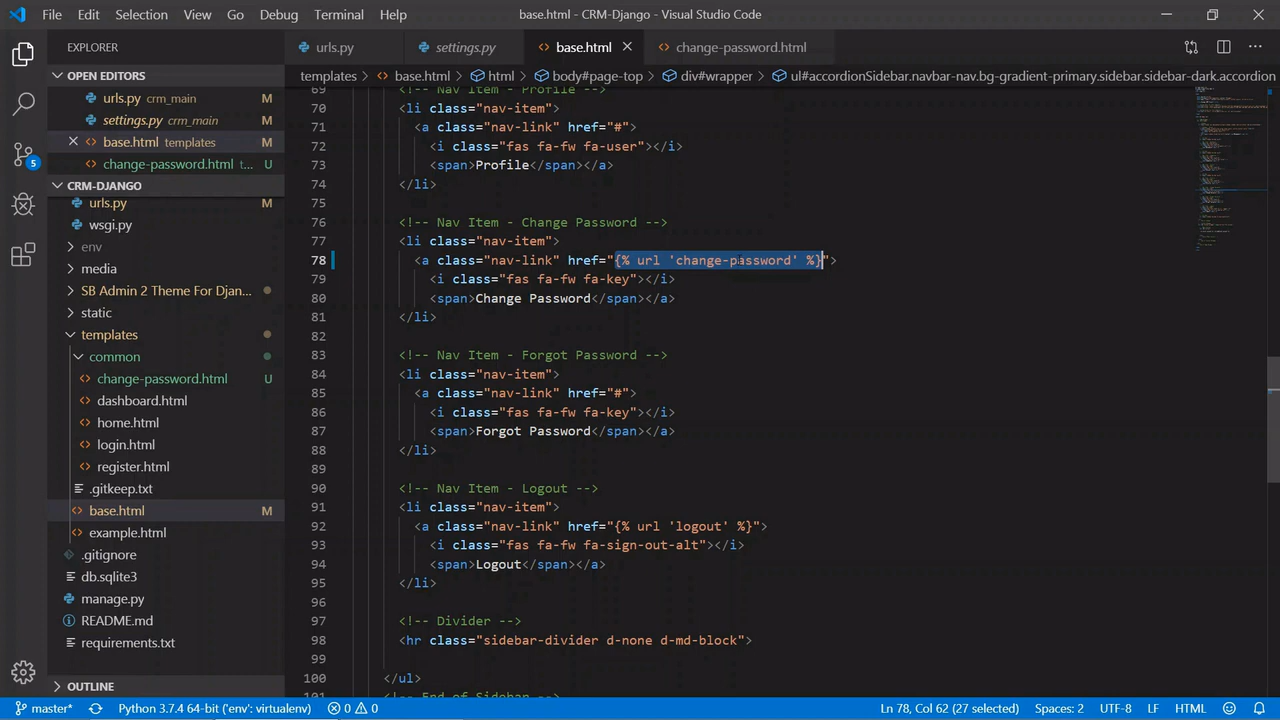 File Edit Selection View Go Debug Terminal Help
base.html - CRM-Django - Visual Studio Code
EXPLORER
OPEN EDITORS
urls.py crm_main M
settings.py crm_main M
base.html templates M
change-password.html t... U
CRM-DJANGO
urls.py M
wsgi.py
env
media
SB Admin 2 Theme For Djan...
static
templates
common
change-password.html U
dashboard.html
home.html
login.html
register.html
.gitkeep.txt
base.html M
example.html
.gitignore
db.sqlite3
manage.py
README.md
requirements.txt
OUTLINE
5
urls.py settings.py base.html change-password.html
templates > base.html > html > body#page-top > div#wrapper > ul#accordionSidebar.navbar-nav.bg-gradient-primary.sidebar.sidebar-dark.accordion
69 <!-- Nav Item - Profile -->
70 <li class="nav-item">
71 <a class="nav-link" href="#">
72 <i class="fas fa-fw fa-user"></i>
73 <span>Profile</span></a>
74 </li>
75
76 <!-- Nav Item - Change Password -->
77 <li class="nav-item">
78 <a class="nav-link" href="{% url 'change-password' %}">
79 <i class="fas fa-fw fa-key"></i>
80 <span>Change Password</span></a>
81 </li>
82
83 <!-- Nav Item - Forgot Password -->
84 <li class="nav-item">
85 <a class="nav-link" href="#">
86 <i class="fas fa-fw fa-key"></i>
87 <span>Forgot Password</span></a>
88 </li>
89
90 <!-- Nav Item - Logout -->
91 <li class="nav-item">
92 <a class="nav-link" href="{% url 'logout' %}">
93 <i class="fas fa-fw fa-sign-out-alt"></i>
94 <span>Logout</span></a>
95 </li>
96
97 <!-- Divider -->
98 <hr class="sidebar-divider d-none d-md-block">
99
100 </ul>
101 <!-- End of Sidebar -->
master* Python 3.7.4 64-bit ('env': virtualenv) 0 0 Ln 78, Col 62 (27 selected) Spaces: 2 UTF-8 LF HTML